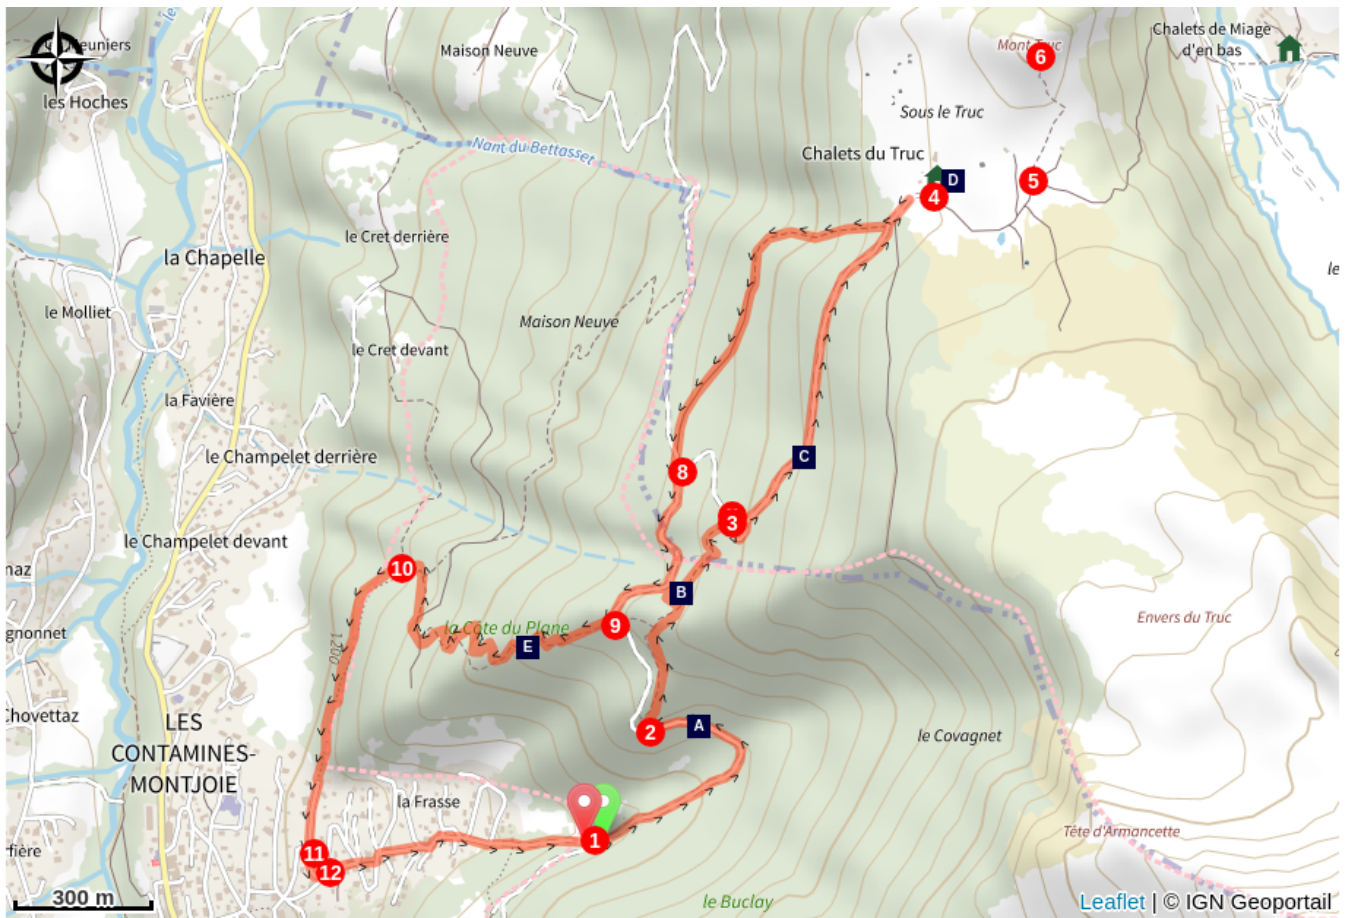 Chalets de Miage
d'en bas
Maison Neuve
les Hoches
6
Sous le Truc
Nant du Bettasset
Chalets du Truc
D
5
4
le Cret derrière
la Chapelle
le
le Molliet
Maison Neuve
le Cret devant
la Favière
le Champelet derrière
C
8
3
le Champelet devant
naz
10
B
Envers du Truc
9
la Côte du Plane
gnonnet
E
1200
Chovettaz
LES
CONTAMINES-
MONTJOIE
2
A
le Covagnet
la Frasse
Tête d'Armancette
1
11
12
300 m
le Buclay
Leaflet | © IGN Geoportail